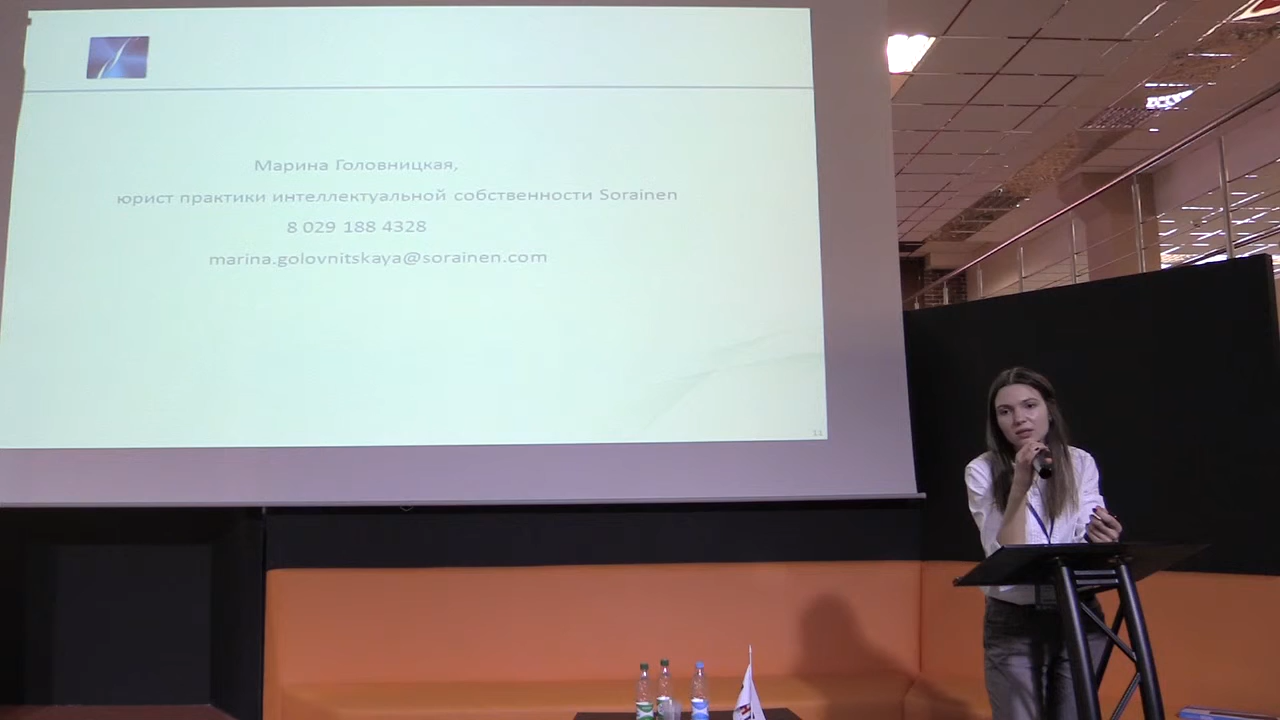 Марина Головницкая,
юрист практики интеллектуальной собственности Sorainen
8 029 188 4328
marina.golovnitskaya@sorainen.com